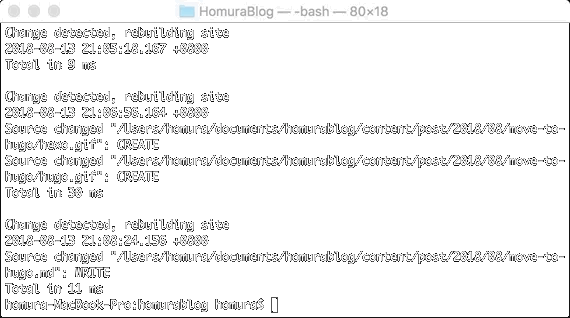 HomuraBlog — -bash — 80×18
Change detected, rebuilding site
2018-08-13 21:05:18.167 +0800
Total in 9 ms
Change detected, rebuilding site
2018-08-13 21:06:56.164 +0800
Source changed "/Users/homura/documents/homurablog/content/post/2018/08/move-to-
hugo/hexo.gif": CREATE
Source changed "/Users/homura/documents/homurablog/content/post/2018/08/move-to-
hugo/hugo.gif": CREATE
Total in 30 ms
Change detected, rebuilding site
2018-08-13 21:08:24.156 +0800
Source changed "/Users/homura/documents/homurablog/content/post/2018/08/move-to-
hugo.md": WRITE
Total in 11 ms
homura-MacBook-Pro:homurablog homura$